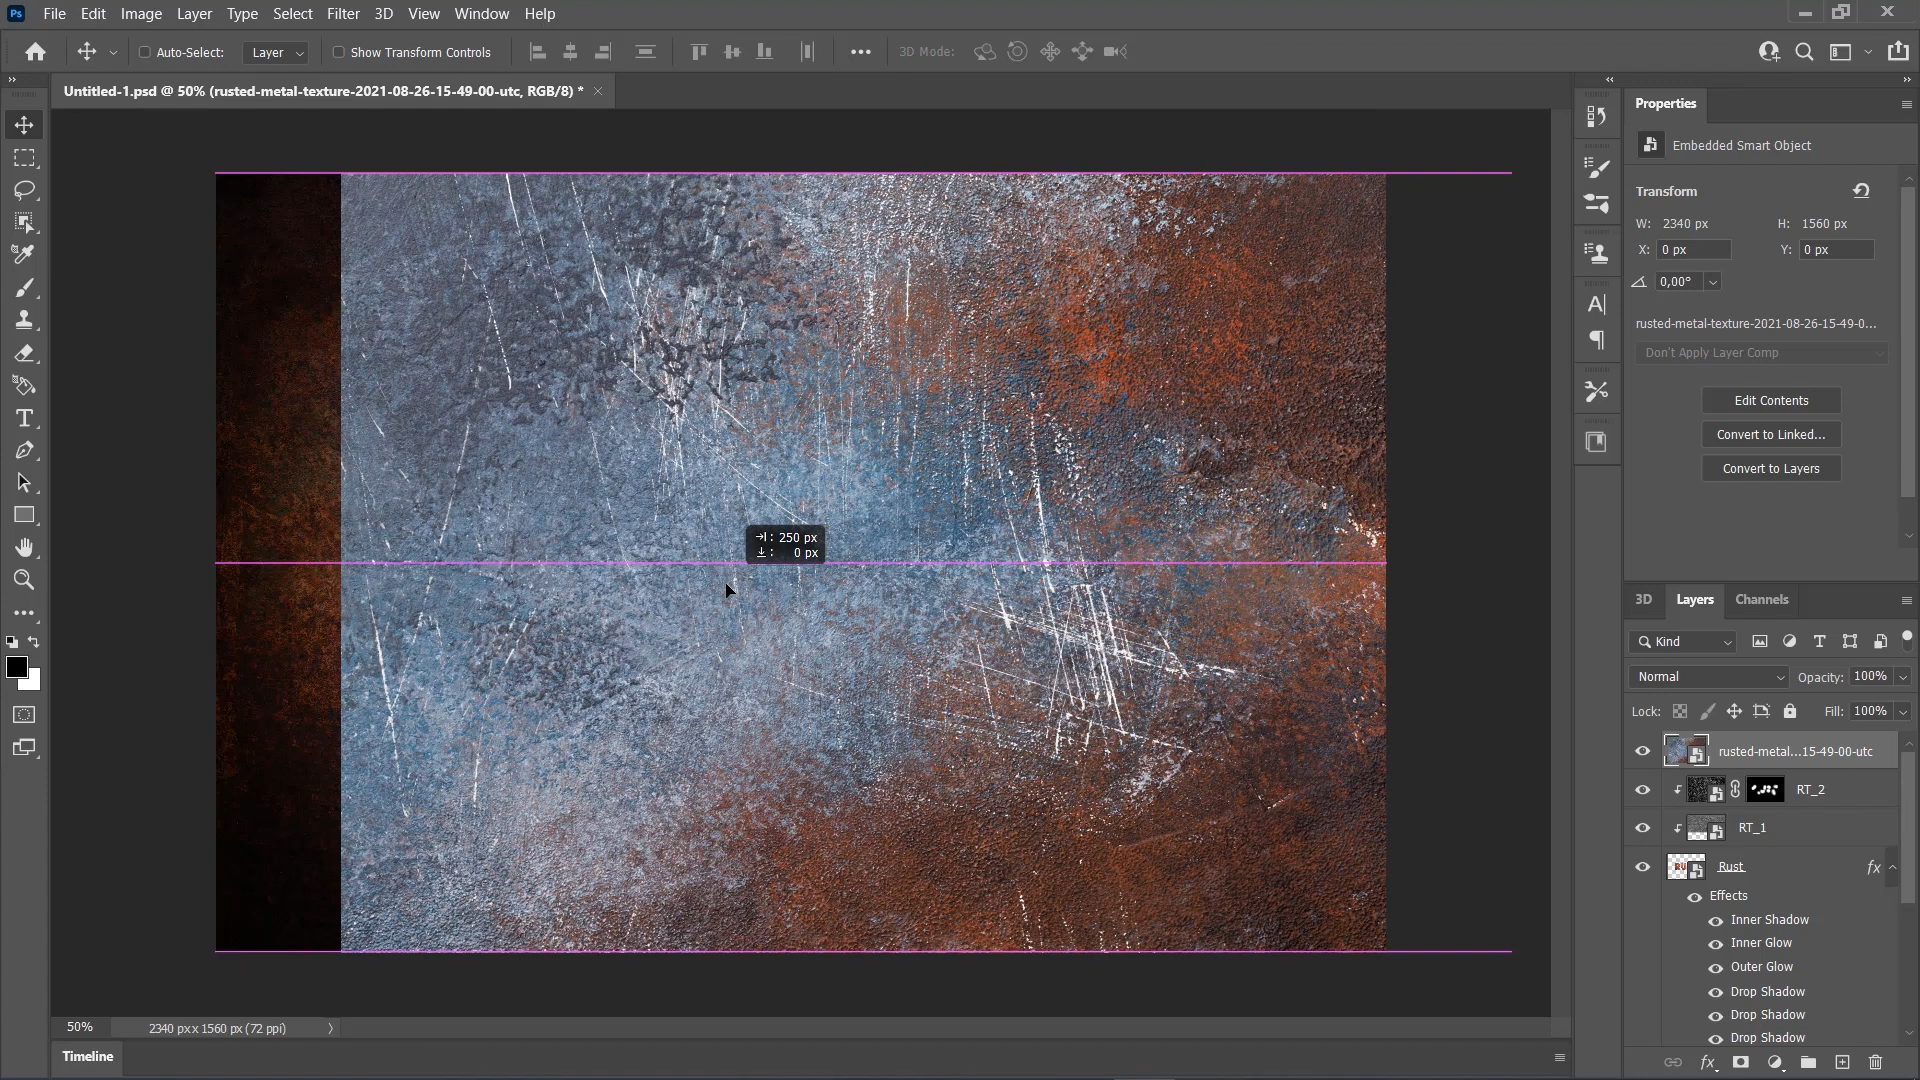 Ps File Edit Image Layer Type Select Filter 3D View Window Help
Auto-Select: Layer Show Transform Controls 3D Mode:
Untitled-1.psd @ 50% (rusted-metal-texture-2021-08-26-15-49-00-utc, RGB/8) *
Properties
Embedded Smart Object
Transform
W: 2340 px H: 1560 px
X: 0 px Y: 0 px
0,00°
rusted-metal-texture-2021-08-26-15-49-0...
Don't Apply Layer Comp
Edit Contents
Convert to Linked...
Convert to Layers
: 250 px
: 0 px
3D Layers Channels
Kind
Normal Opacity: 100%
Lock: Fill: 100%
rusted-metal...15-49-00-utc
RT_2
RT_1
Rust fx
Effects
Inner Shadow
Inner Glow
Outer Glow
Drop Shadow
Drop Shadow
Drop Shadow
fx
50% 2340 px x 1560 px (72 ppi)
Timeline